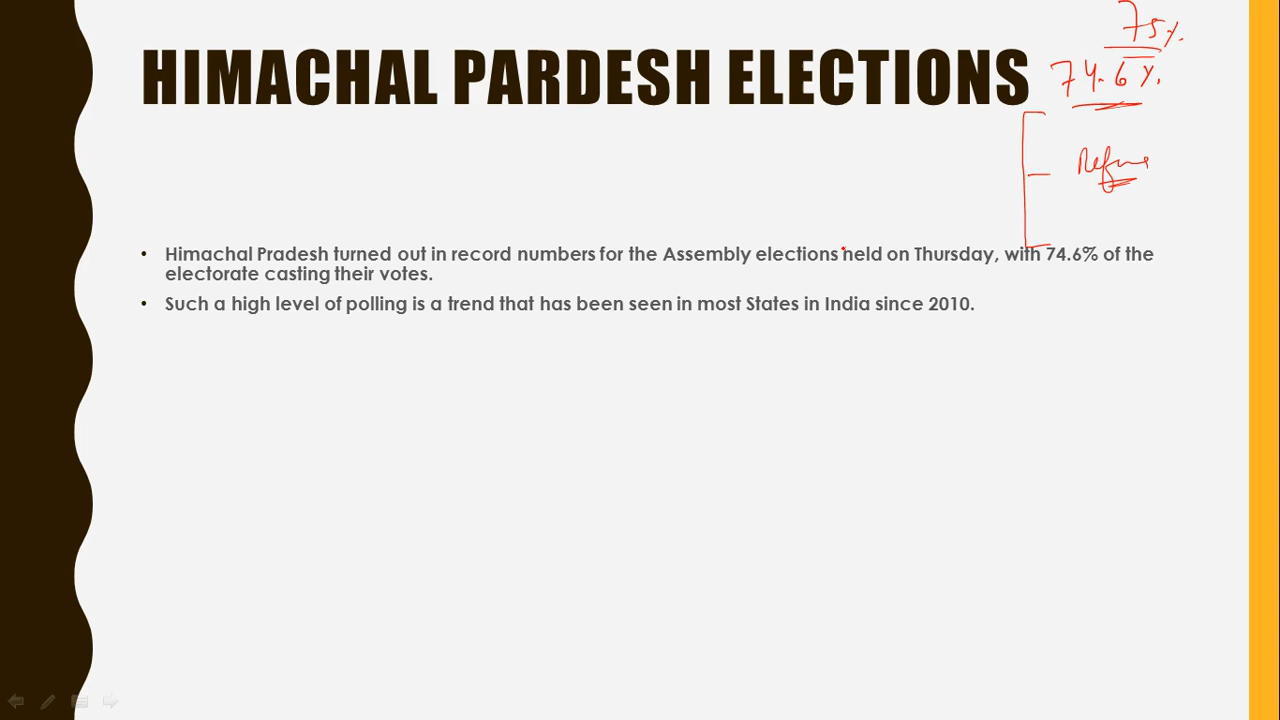 75%.
HIMACHAL PARDESH ELECTIONS
74.6%.
• Himachal Pradesh turned out in record numbers for the Assembly elections held on Thursday, with 74.6% of the
electorate casting their votes.
• Such a high level of polling is a trend that has been seen in most States in India since 2010.